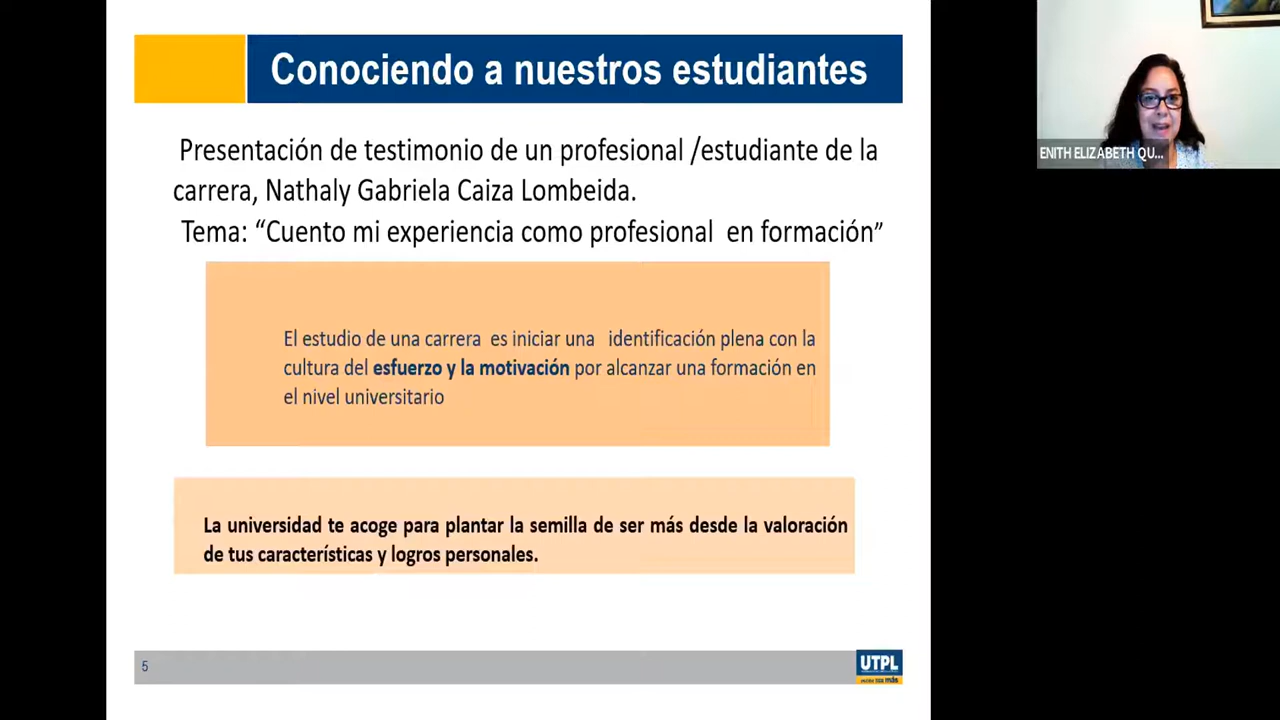 Conociendo a nuestros estudiantes
ENITH ELIZABETH QU...
Presentación de testimonio de un profesional /estudiante de la
carrera, Nathaly Gabriela Caiza Lombeida.
Tema: “Cuento mi experiencia como profesional en formación”
El estudio de una carrera es iniciar una identificación plena con la
cultura del esfuerzo y la motivación por alcanzar una formación en
el nivel universitario
La universidad te acoge para plantar la semilla de ser más desde la valoración
de tus características y logros personales.
5
UTPL